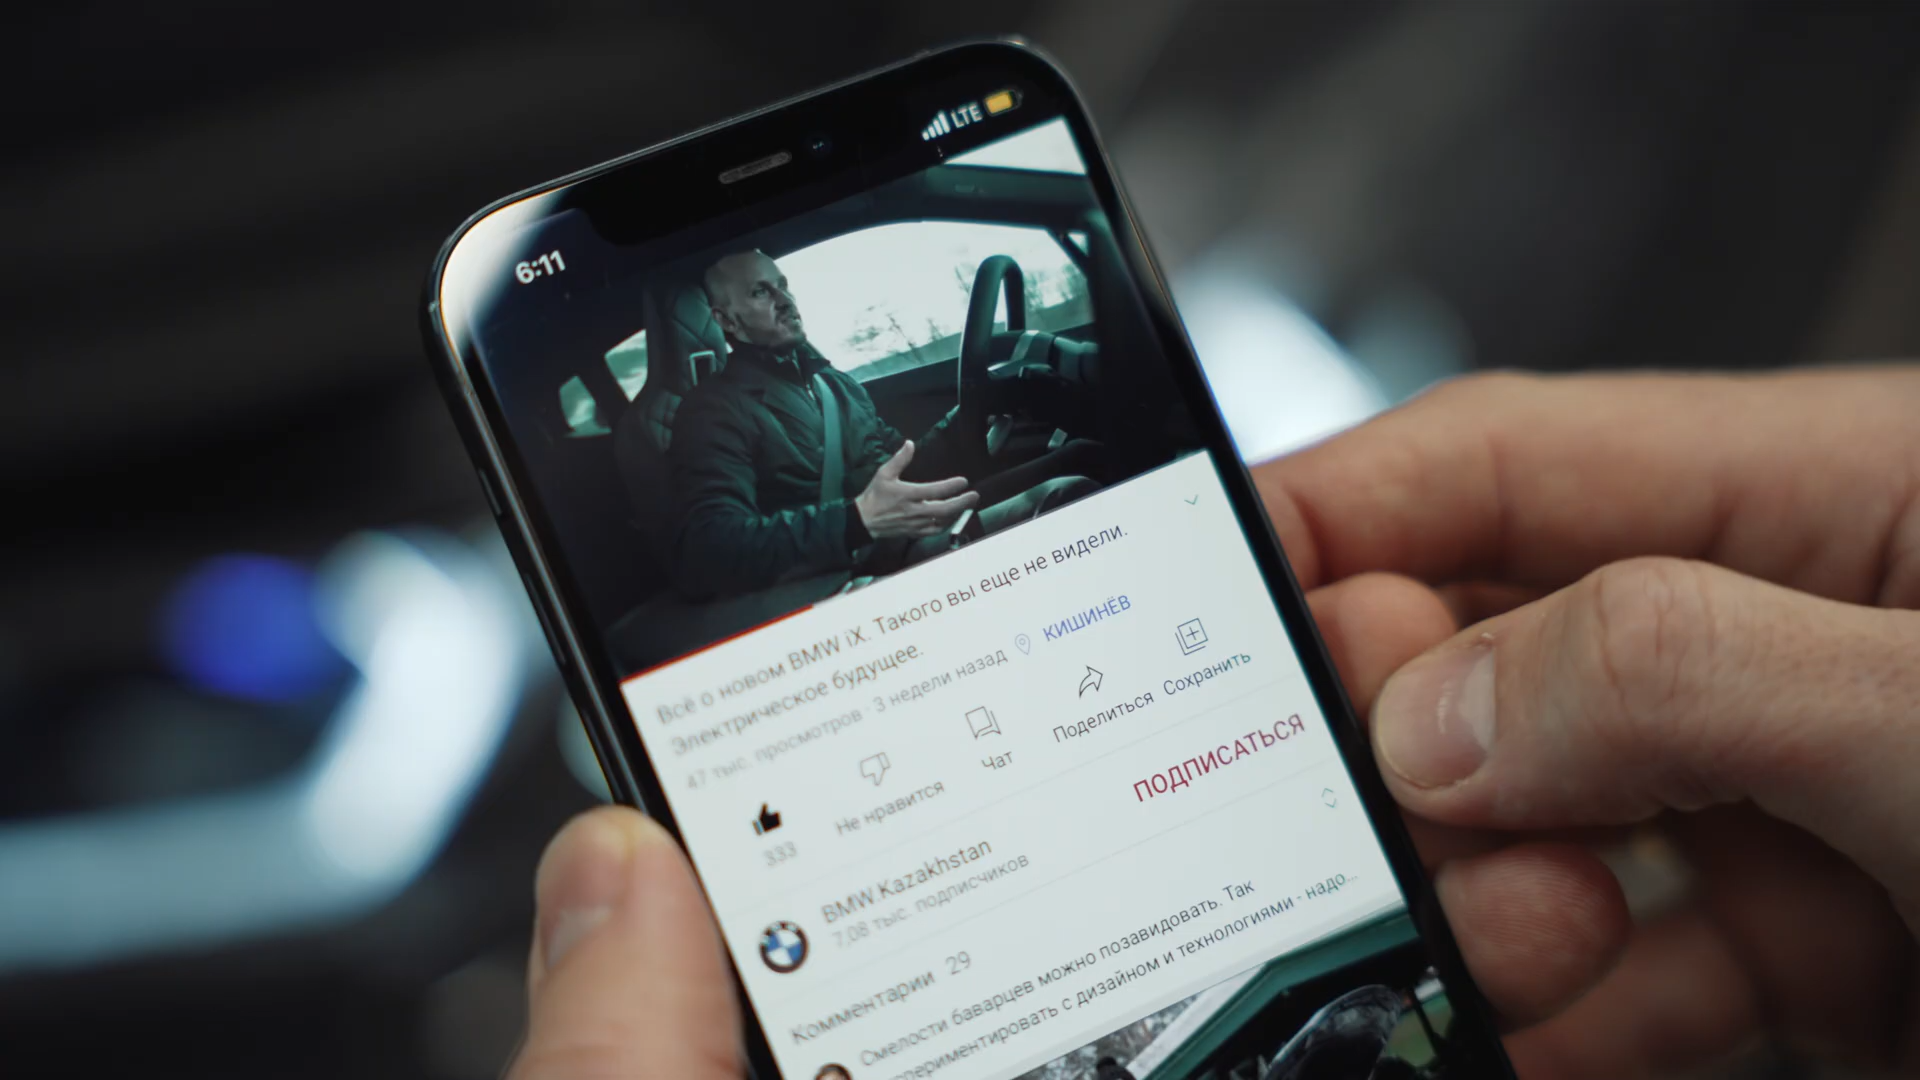 6:11
LTE
Всё о новом BMW iX. Такого вы еще не видели.
Электрическое будущее.
47 тыс. просмотров · 3 недели назад КИШИНЁВ
333
Не нравится
Чат
Поделиться
Сохранить
BMW Kazakhstan
7,08 тыс. подписчиков
ПОДПИСАТЬСЯ
Комментарии 29
Смелости баварцев можно позавидовать. Так
с дизайном и технологиями - надо...